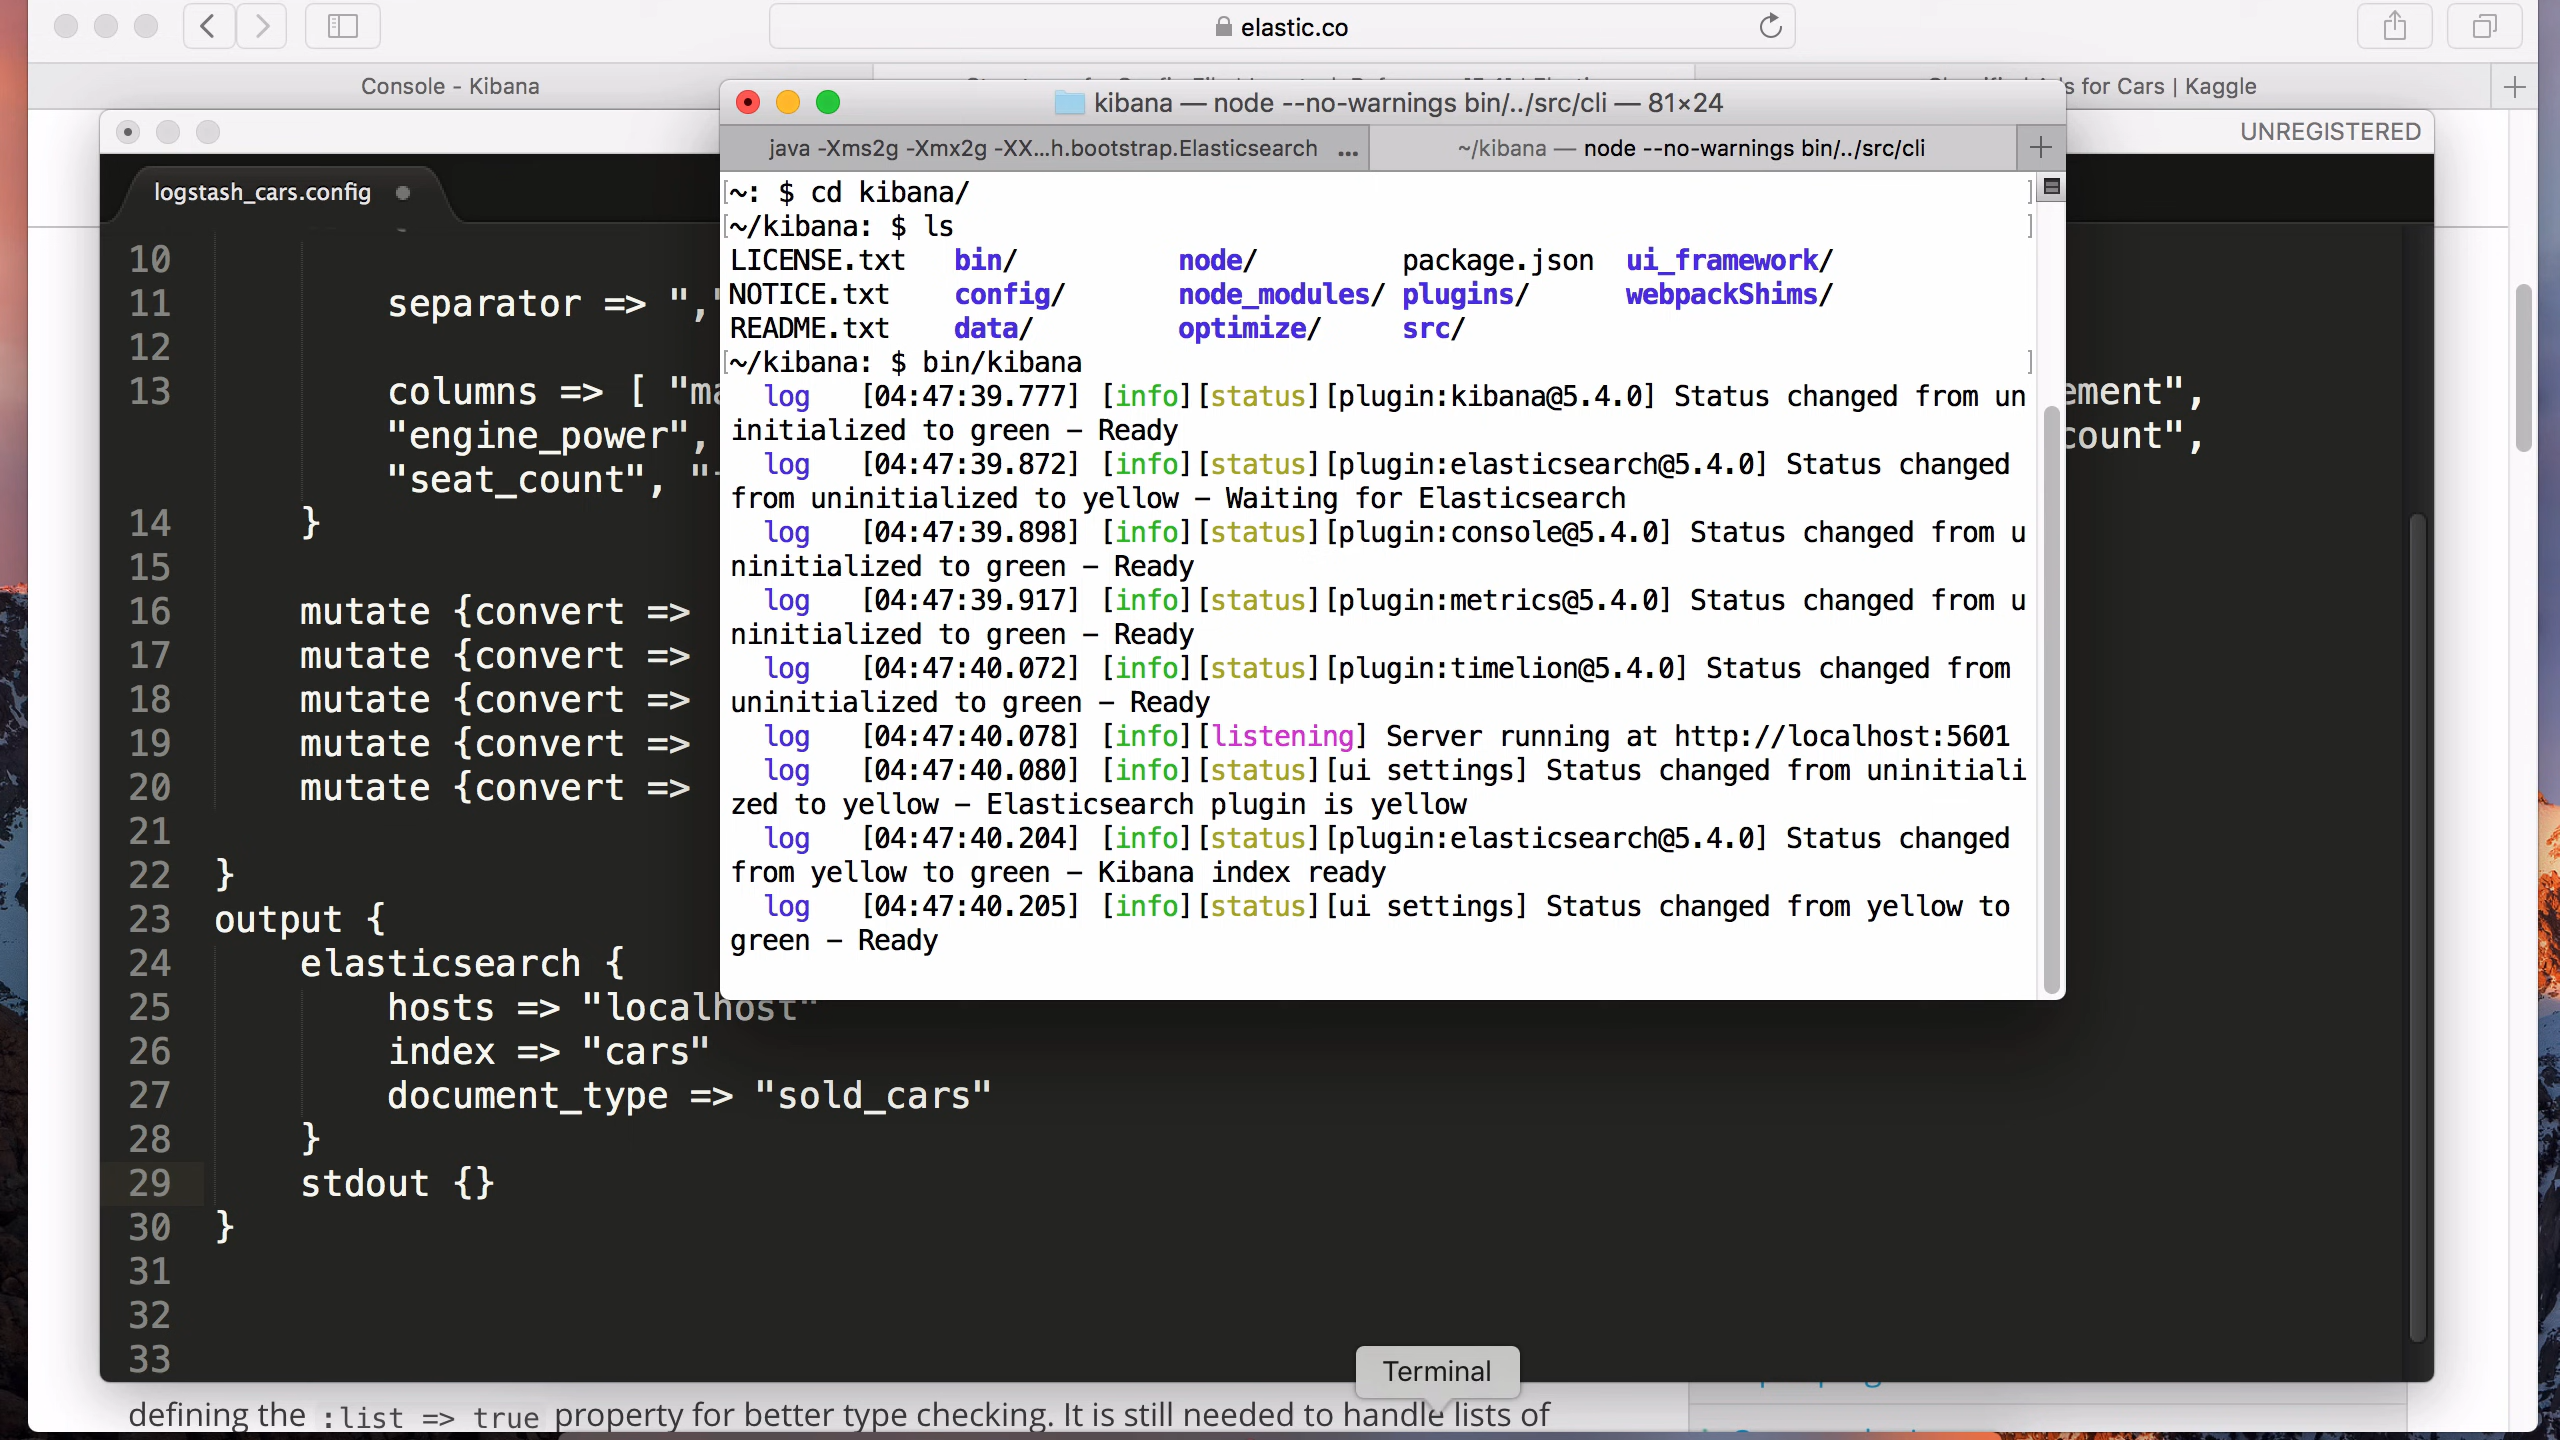 elastic.co
Console - Kibana
s for Cars | Kaggle
kibana — node --no-warnings bin/../src/cli — 81×24
UNREGISTERED
java -Xms2g -Xmx2g -XX...h.bootstrap.Elasticsearch ...
~/kibana — node --no-warnings bin/../src/cli
logstash_cars.config
[~: $ cd kibana/ ]
[~/kibana: $ ls ]
LICENSE.txt bin/ node/ package.json ui_framework/
NOTICE.txt config/ node_modules/ plugins/ webpackShims/
README.txt data/ optimize/ src/
[~/kibana: $ bin/kibana ]
log [04:47:39.777] [info][status][plugin:kibana@5.4.0] Status changed from un
initialized to green – Ready
log [04:47:39.872] [info][status][plugin:elasticsearch@5.4.0] Status changed
from uninitialized to yellow – Waiting for Elasticsearch
log [04:47:39.898] [info][status][plugin:console@5.4.0] Status changed from u
ninitialized to green – Ready
log [04:47:39.917] [info][status][plugin:metrics@5.4.0] Status changed from u
ninitialized to green – Ready
log [04:47:40.072] [info][status][plugin:timelion@5.4.0] Status changed from
uninitialized to green – Ready
log [04:47:40.078] [info][listening] Server running at http://localhost:5601
log [04:47:40.080] [info][status][ui settings] Status changed from uninitiali
zed to yellow – Elasticsearch plugin is yellow
log [04:47:40.204] [info][status][plugin:elasticsearch@5.4.0] Status changed
from yellow to green – Kibana index ready
log [04:47:40.205] [info][status][ui settings] Status changed from yellow to
green – Ready
10
11 separator => ","
12
13 columns => [ "ma ement",
"engine_power", count",
"seat_count", "
14 }
15
16 mutate {convert =>
17 mutate {convert =>
18 mutate {convert =>
19 mutate {convert =>
20 mutate {convert =>
21
22 }
23 output {
24 elasticsearch {
25 hosts => "localhost"
26 index => "cars"
27 document_type => "sold_cars"
28 }
29 stdout {}
30 }
31
32
33
Terminal
defining the :list => true property for better type checking. It is still needed to handle lists of